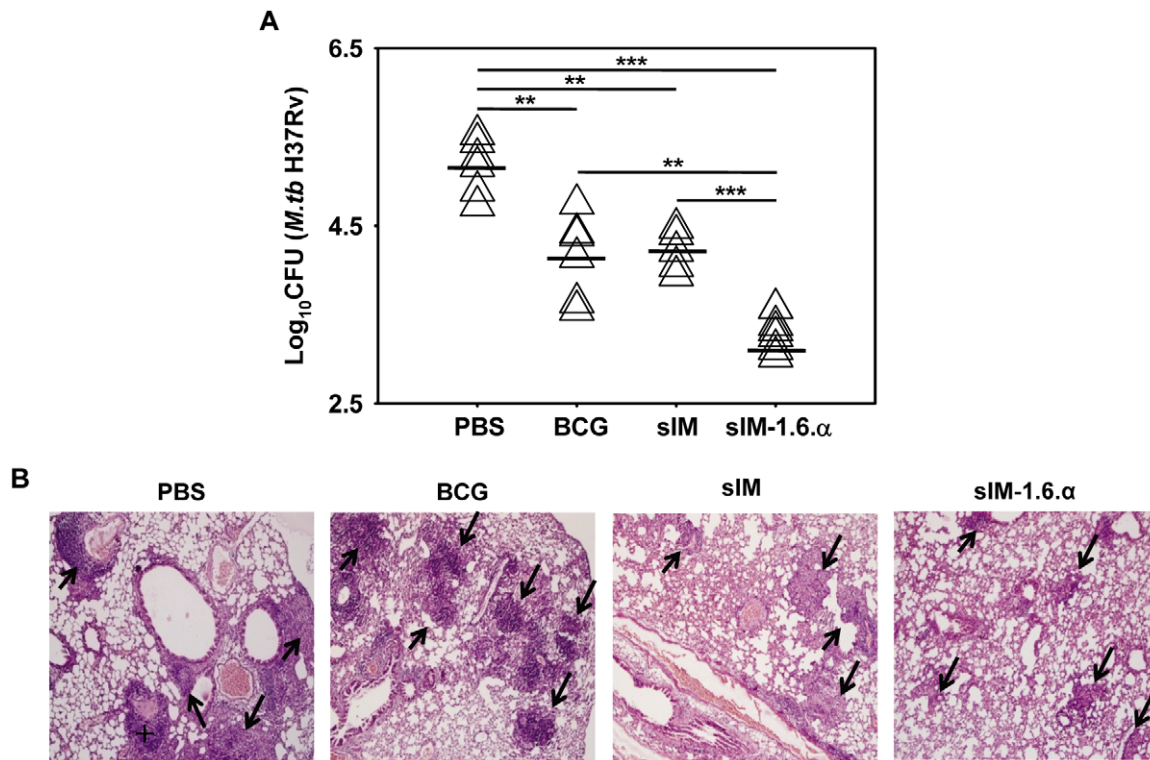 A
6.5
***
**
**
**
***
4.5
2.5
Log₁₀CFU (M.tb H37Rv)
PBS BCG sIM sIM-1.6.α
B
PBS BCG sIM sIM-1.6.α
+